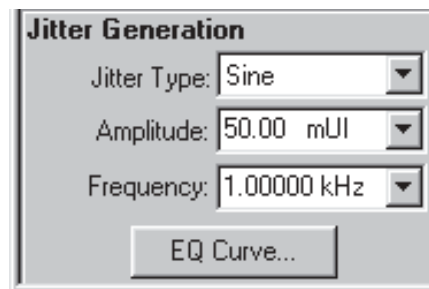 Jitter Generation
Jitter Type: Sine
Amplitude: 50.00 mUI
Frequency: 1.00000 kHz
EQ Curve...